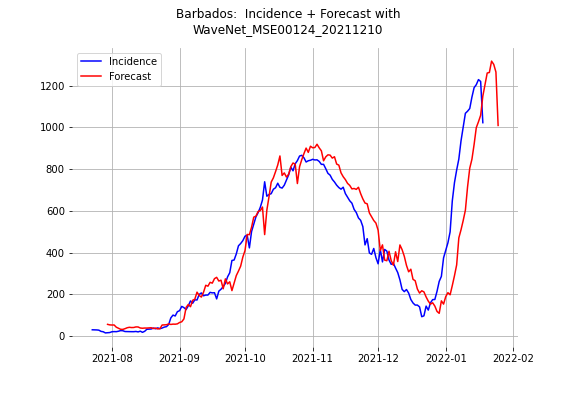 Barbados:  Incidence + Forecast with
WaveNet_MSE00124_20211210
Incidence
Forecast
1200
1000
800
600
400
200
0
2021-08 2021-09 2021-10 2021-11 2021-12 2022-01 2022-02